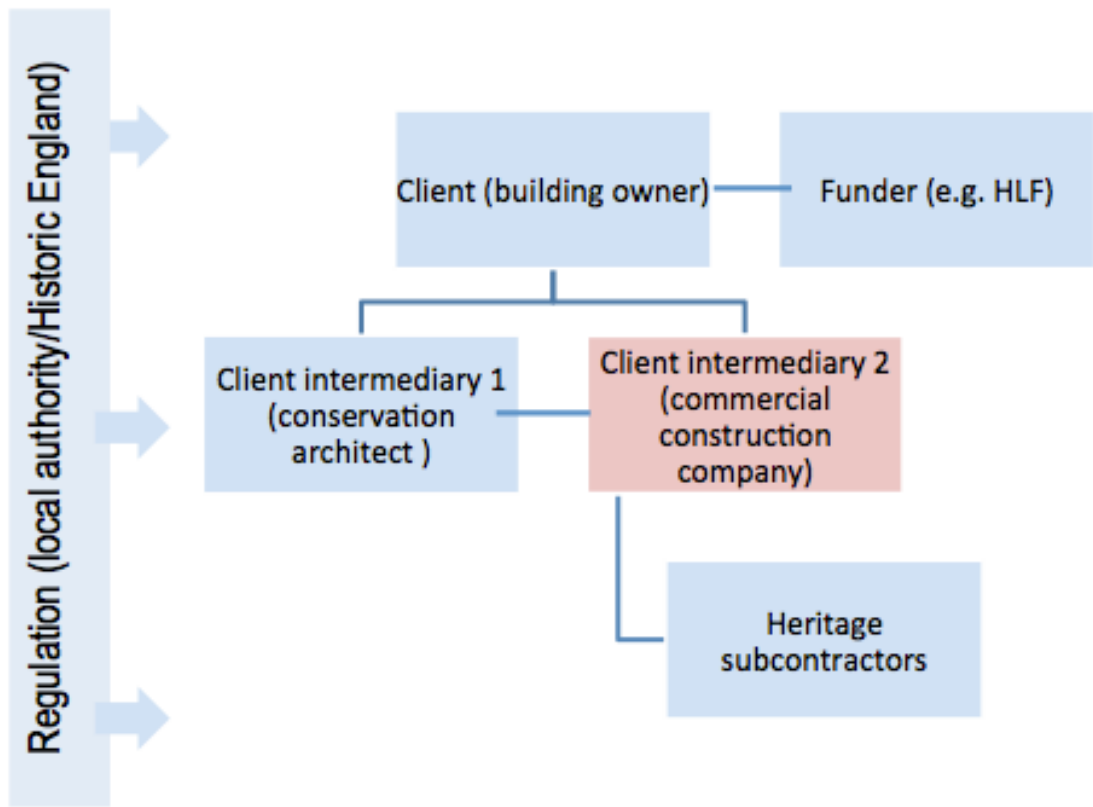 Regulation (local authority/Historic England)
Client (building owner)
Funder (e.g. HLF)
Client intermediary 1
(conservation
architect )
Client intermediary 2
(commercial
construction
company)
Heritage
subcontractors